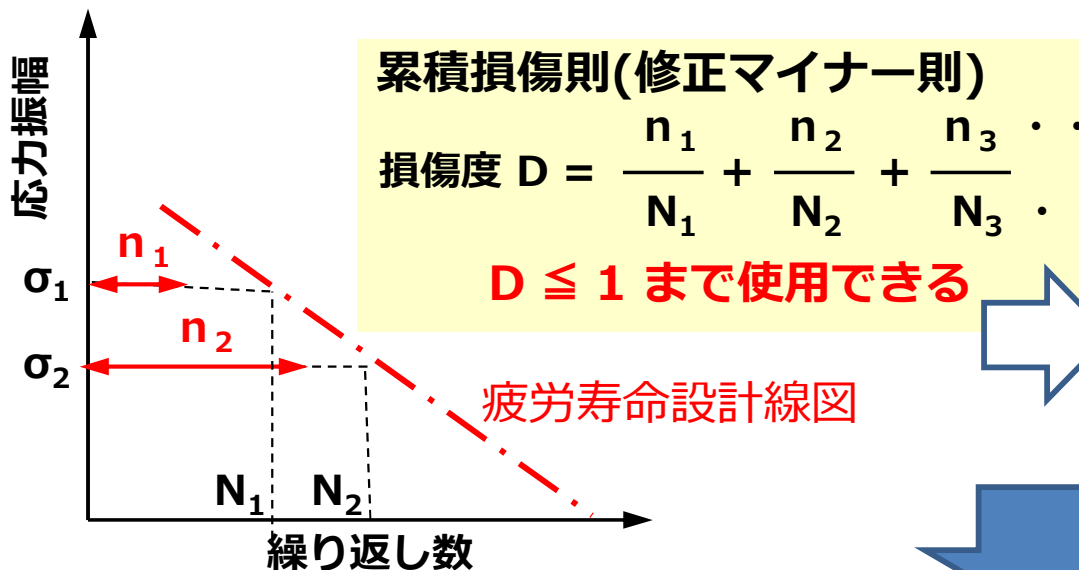 応力振幅
累積損傷則(修正マイナー則)
損傷度 D = n₁/N₁ + n₂/N₂ + n₃/N₃ ・・・
D ≦ 1 まで使用できる
n₁
σ₁
n₂
σ₂
疲労寿命設計線図
N₁ N₂
繰り返し数